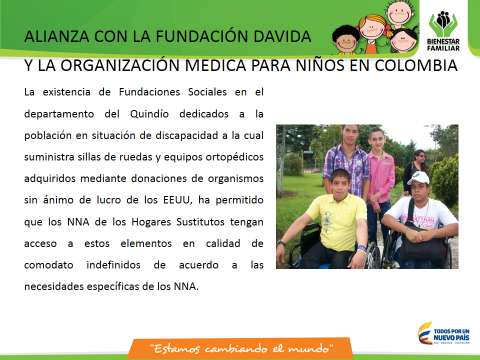 ALIANZA CON LA FUNDACIÓN DAVIDA
Y LA ORGANIZACIÓN MEDICA PARA NIÑOS EN COLOMBIA
BIENESTAR
FAMILIAR
La existencia de Fundaciones Sociales en el
departamento del Quindío dedicados a la
población en situación de discapacidad a la cual
suministra sillas de ruedas y equipos ortopédicos
adquiridos mediante donaciones de organismos
sin ánimo de lucro de los EEUU, ha permitido
que los NNA de los Hogares Sustitutos tengan
acceso a estos elementos en calidad de
comodato indefinidos de acuerdo a las
necesidades específicas de los NNA.
"Estamos cambiando el mundo"
TODOS POR UN
NUEVO PAÍS
PAZ EQUIDAD EDUCACIÓN